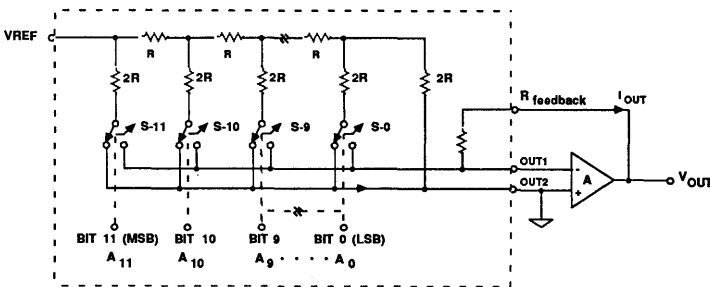 VREF
R
R
R
2R
2R
2R
2R
2R
S-11
S-10
S-9
S-0
R feedback
I OUT
OUT1
OUT2
-
+
A
V OUT
BIT 11 (MSB)
BIT 10
BIT 9
BIT 0 (LSB)
A 11
A 10
A 9 · · · · · A 0